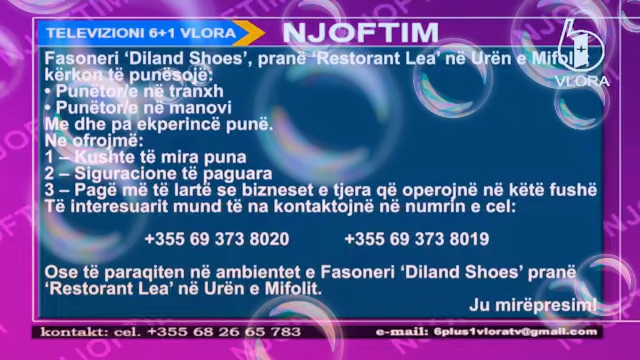 TELEVIZIONI 6+1 VLORA
NJOFTIM
Fasoneri ‘Diland Shoes’, pranë ‘Restorant Lea’ në Urën e
kërkon të punësojë:
• Punëtor/e në tranxh
• Punëtor/e në manovi
Me dhe pa ekperincë punë.
Ne ofrojmë:
1 – Kushte të mira puna
2 – Siguracione të paguara
3 – Pagë më të lartë se bizneset e tjera që operojnë në këtë fushë
Të interesuarit mund të na kontaktojnë në numrin e cel:
+355 69 373 8020 +355 69 373 8019
Ose të paraqiten në ambientet e Fasoneri ‘Diland Shoes’ pranë
‘Restorant Lea’ në Urën e Mifolit.
Ju mirëpresim!
kontakt: cel. +355 68 26 65 783 e-mail: 6plus1vloratv@gmail.com
VLORA